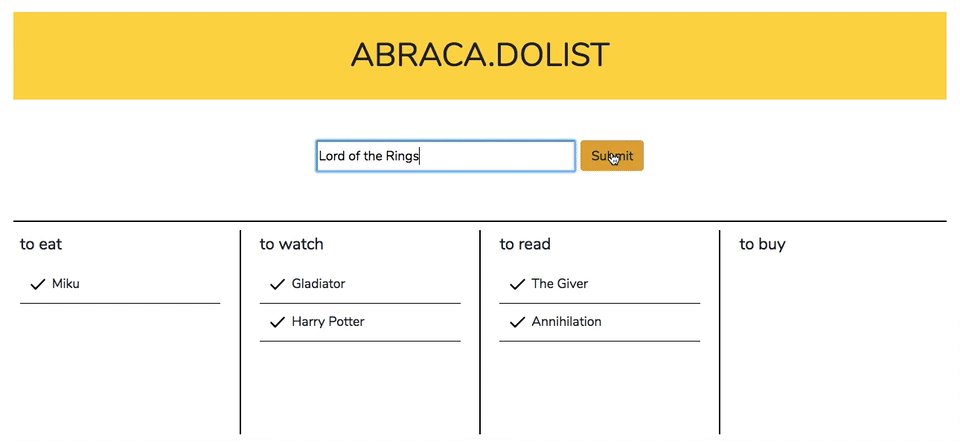 ABRACA.DOLIST
Lord of the Rings
Submit
to eat
Miku
to watch
Gladiator
Harry Potter
to read
The Giver
Annihilation
to buy